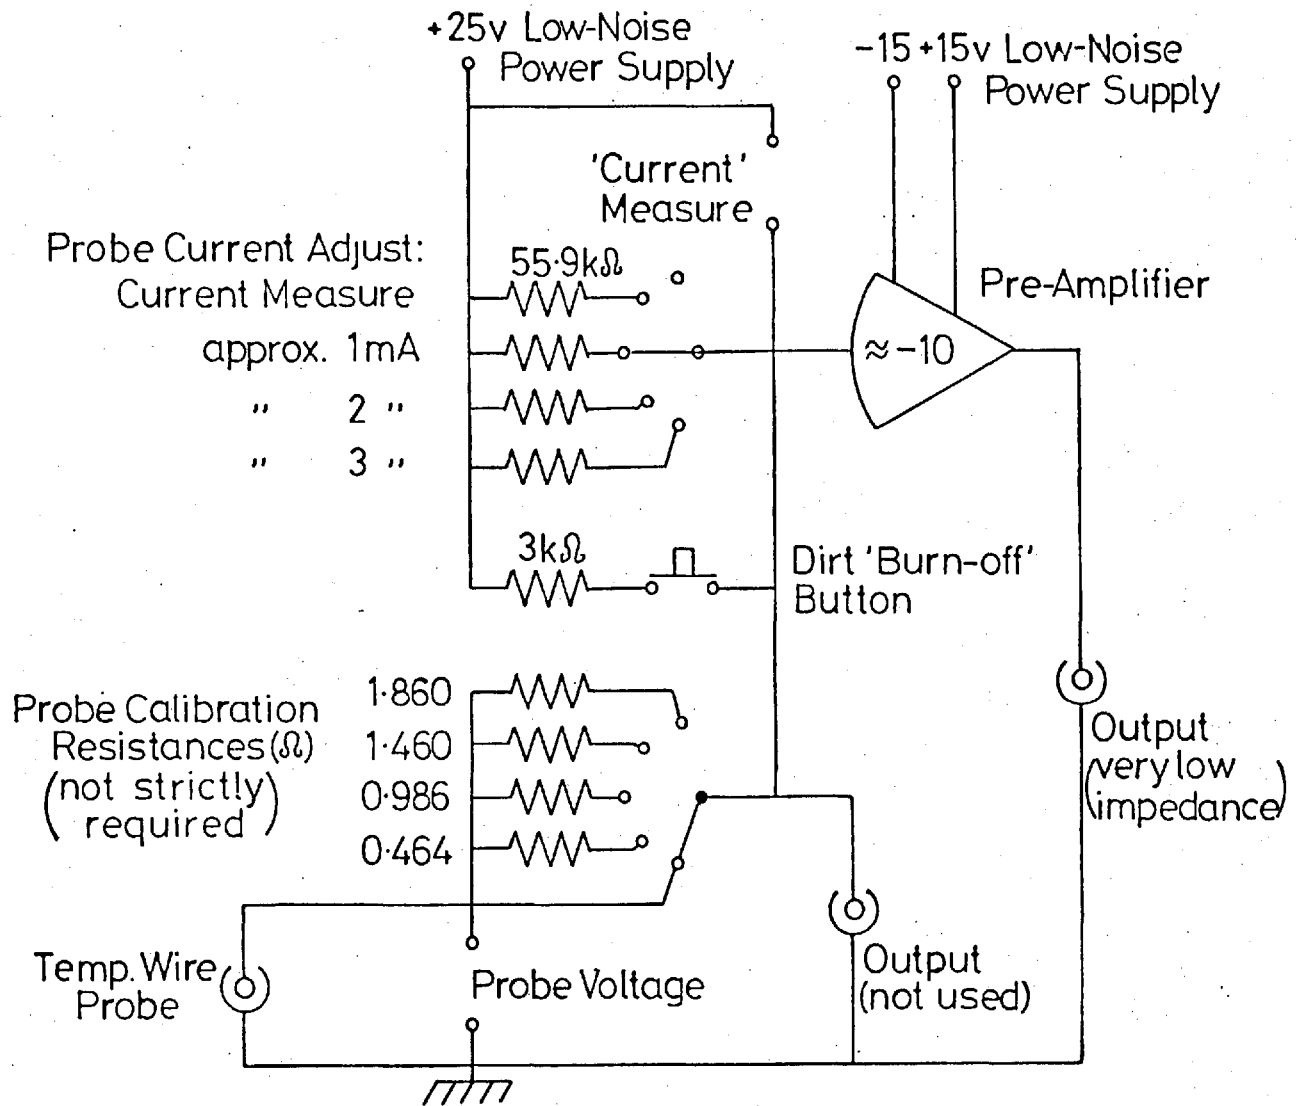 +25v Low-Noise
Power Supply
-15 +15v Low-Noise
Power Supply
'Current'
Measure
Probe Current Adjust:
Current Measure
55·9kΩ
approx. 1mA
" 2 "
" 3 "
≈ -10
Pre-Amplifier
3kΩ
Dirt 'Burn-off'
Button
Probe Calibration
Resistances (Ω)
(not strictly
required)
1·860
1·460
0·986
0·464
Output
(very low
impedance)
Temp. Wire
Probe
Probe Voltage
Output
(not used)